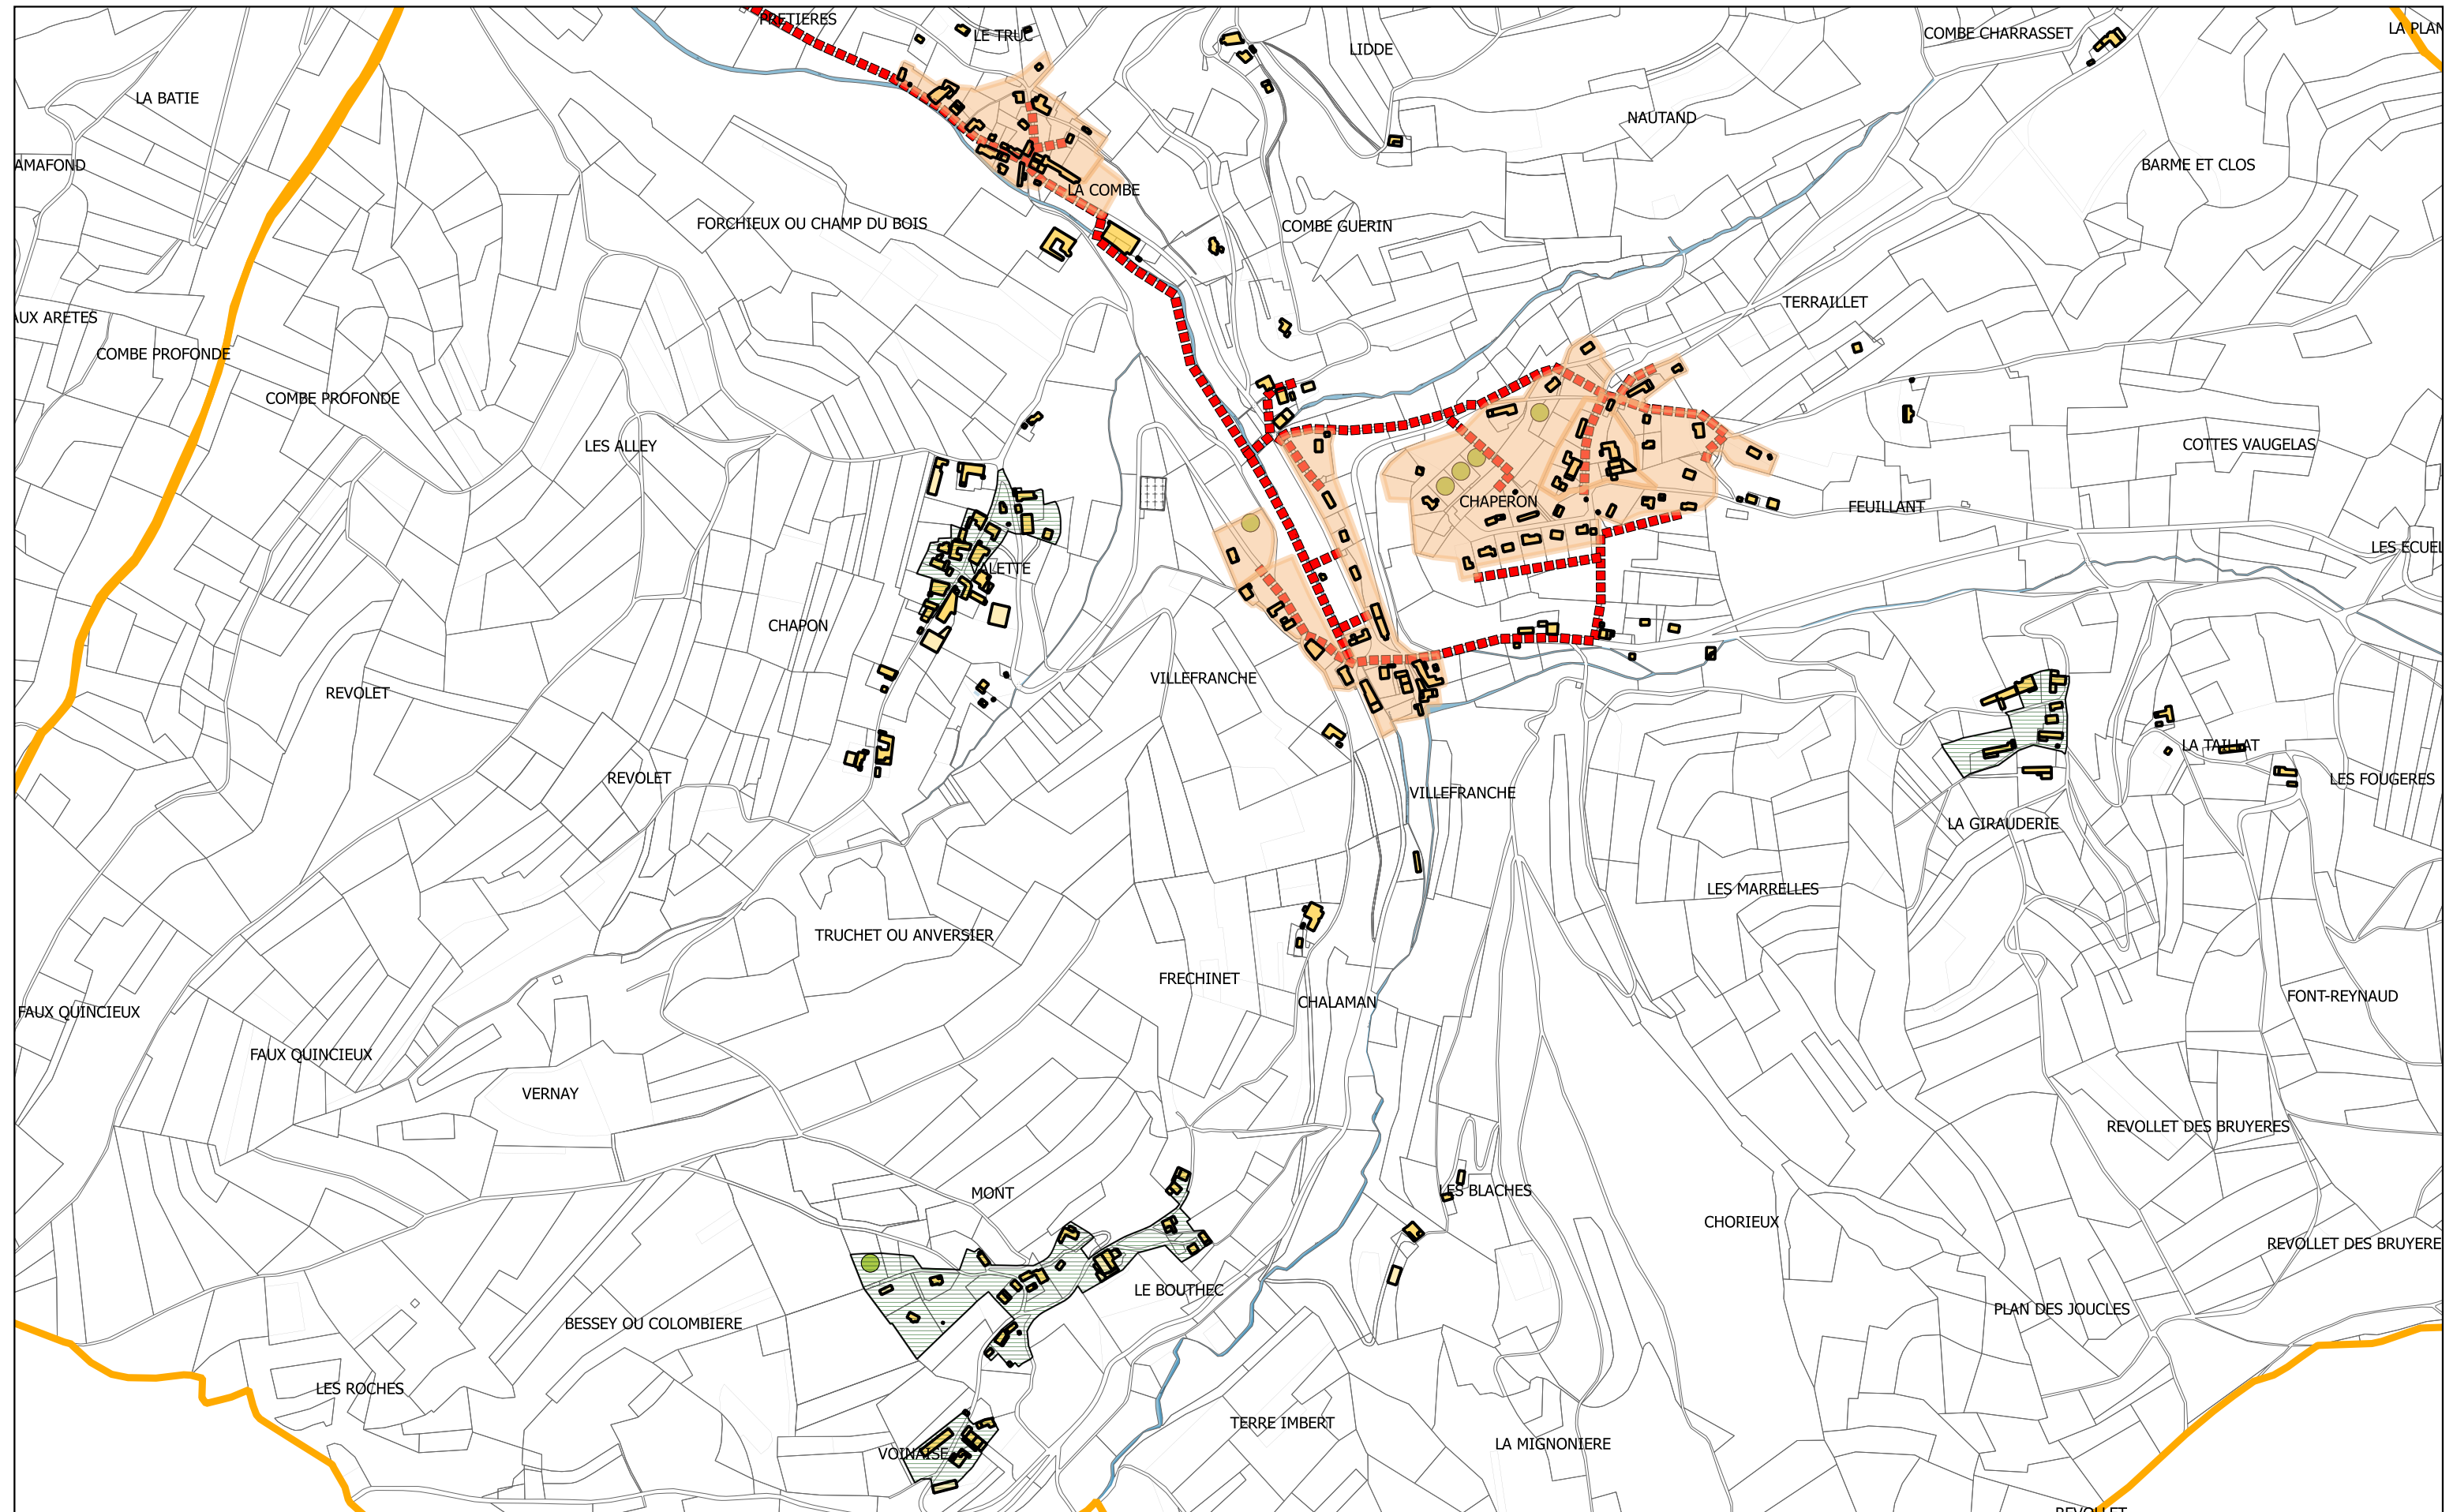 PRETIERES
LA PLAN
COMBE CHARRASSET
LE TRUC
LIDDE
LA BATIE
NAUTAND
AMAFOND
BARME ET CLOS
LA COMBE
FORCHIEUX OU CHAMP DU BOIS
COMBE GUERIN
TERRAILLET
AUX ARETES
COMBE PROFONDE
COMBE PROFONDE
LES ALLEY
COTTES VAUGELAS
CHAPERON
FEUILLANT
LES ECUEL
VALETTE
CHAPON
VILLEFRANCHE
REVOLET
LA TAILLAT
REVOLET
LES FOUGERES
VILLEFRANCHE
LA GIRAUDERIE
LES MARRELLES
TRUCHET OU ANVERSIER
FRECHINET
FONT-REYNAUD
CHALAMAN
FAUX QUINCIEUX
FAUX QUINCIEUX
VERNAY
REVOLLET DES BRUYERES
LES BLACHES
MONT
CHORIEUX
REVOLLET DES BRUYERE
LE BOUTHEC
PLAN DES JOUCLES
BESSEY OU COLOMBIERE
LES ROCHES
TERRE IMBERT
LA MIGNONIERE
VOINAISE
REVOLLET